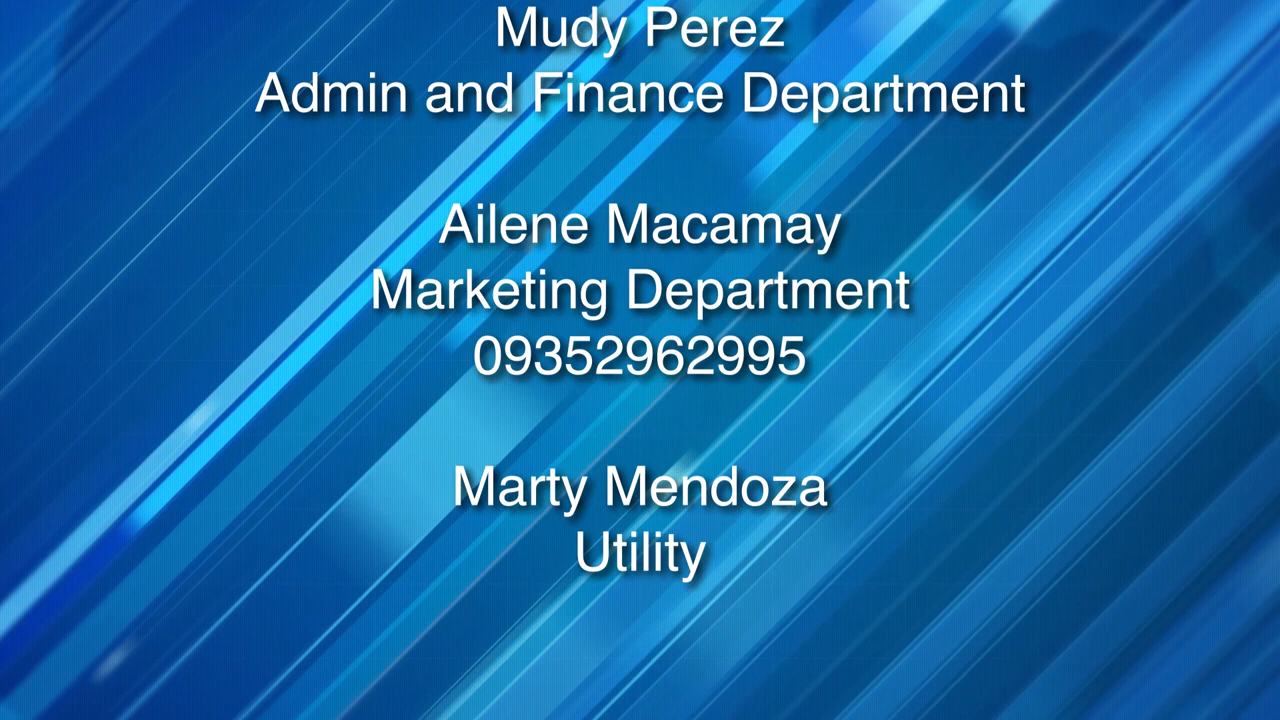 Mudy Perez
Admin and Finance Department
Ailene Macamay
Marketing Department
09352962995
Marty Mendoza
Utility